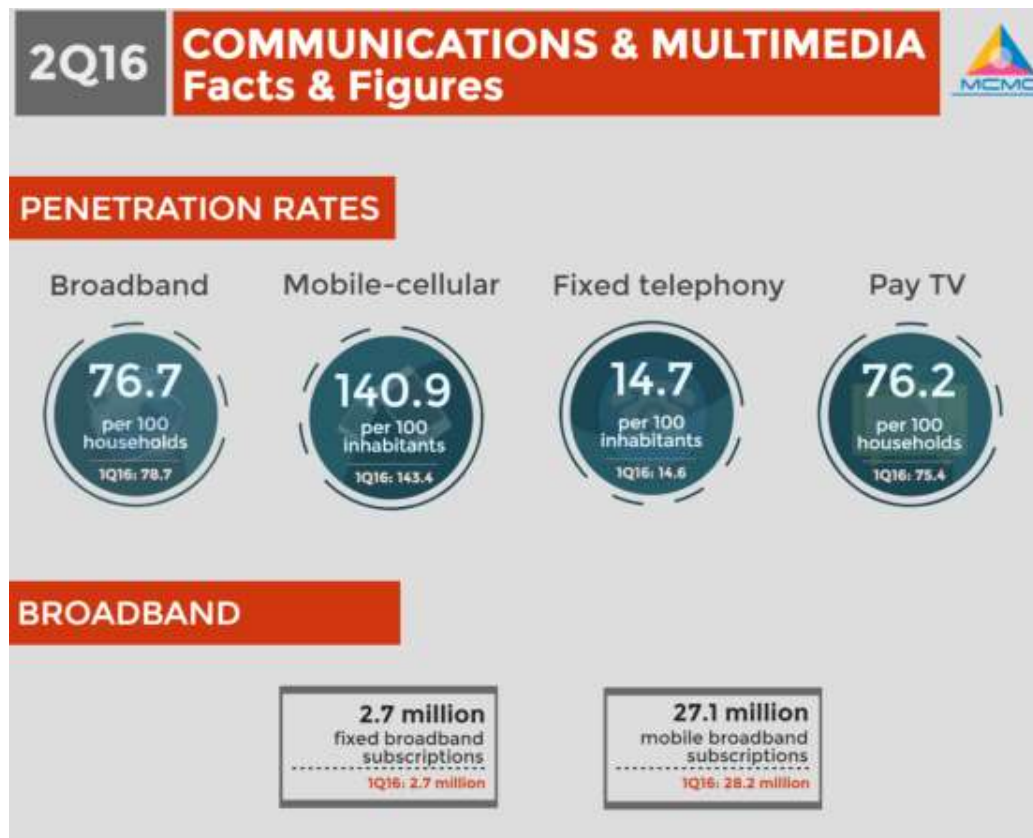 2Q16
COMMUNICATIONS & MULTIMEDIA
Facts & Figures
MCMC
PENETRATION RATES
Broadband
76.7
per 100
households
1Q16: 78.7
Mobile-cellular
140.9
per 100
inhabitants
1Q16: 143.4
Fixed telephony
14.7
per 100
inhabitants
1Q16: 14.6
Pay TV
76.2
per 100
households
1Q16: 75.4
BROADBAND
2.7 million
fixed broadband
subscriptions
1Q16: 2.7 million
27.1 million
mobile broadband
subscriptions
1Q16: 28.2 million